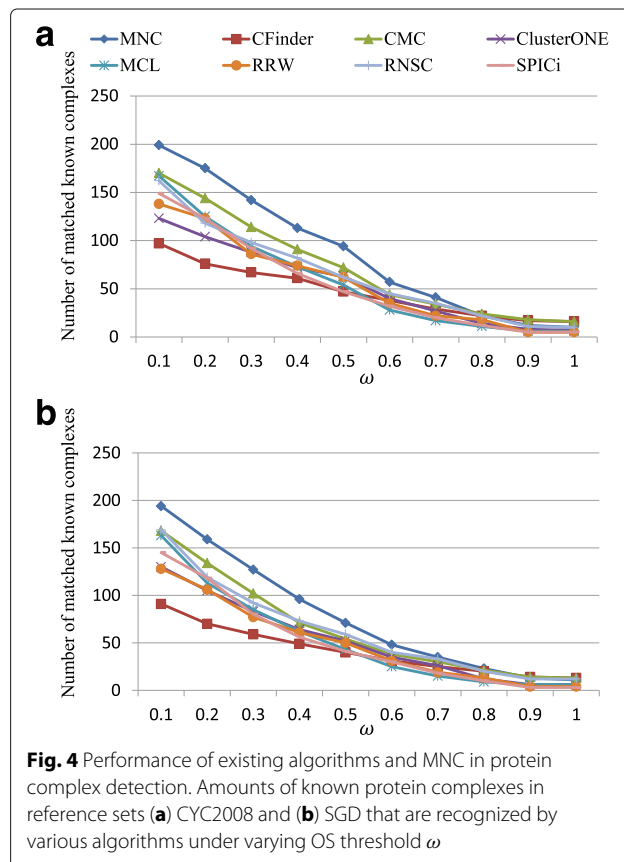 a
MNC CFinder CMC ClusterONE
MCL RRW RNSC SPICi
Number of matched known complexes
250
200
150
100
50
0
0.1 0.2 0.3 0.4 0.5 0.6 0.7 0.8 0.9 1
ω
b
Number of matched known complexes
250
200
150
100
50
0
0.1 0.2 0.3 0.4 0.5 0.6 0.7 0.8 0.9 1
ω
Fig. 4 Performance of existing algorithms and MNC in protein
complex detection. Amounts of known protein complexes in
reference sets (a) CYC2008 and (b) SGD that are recognized by
various algorithms under varying OS threshold ω